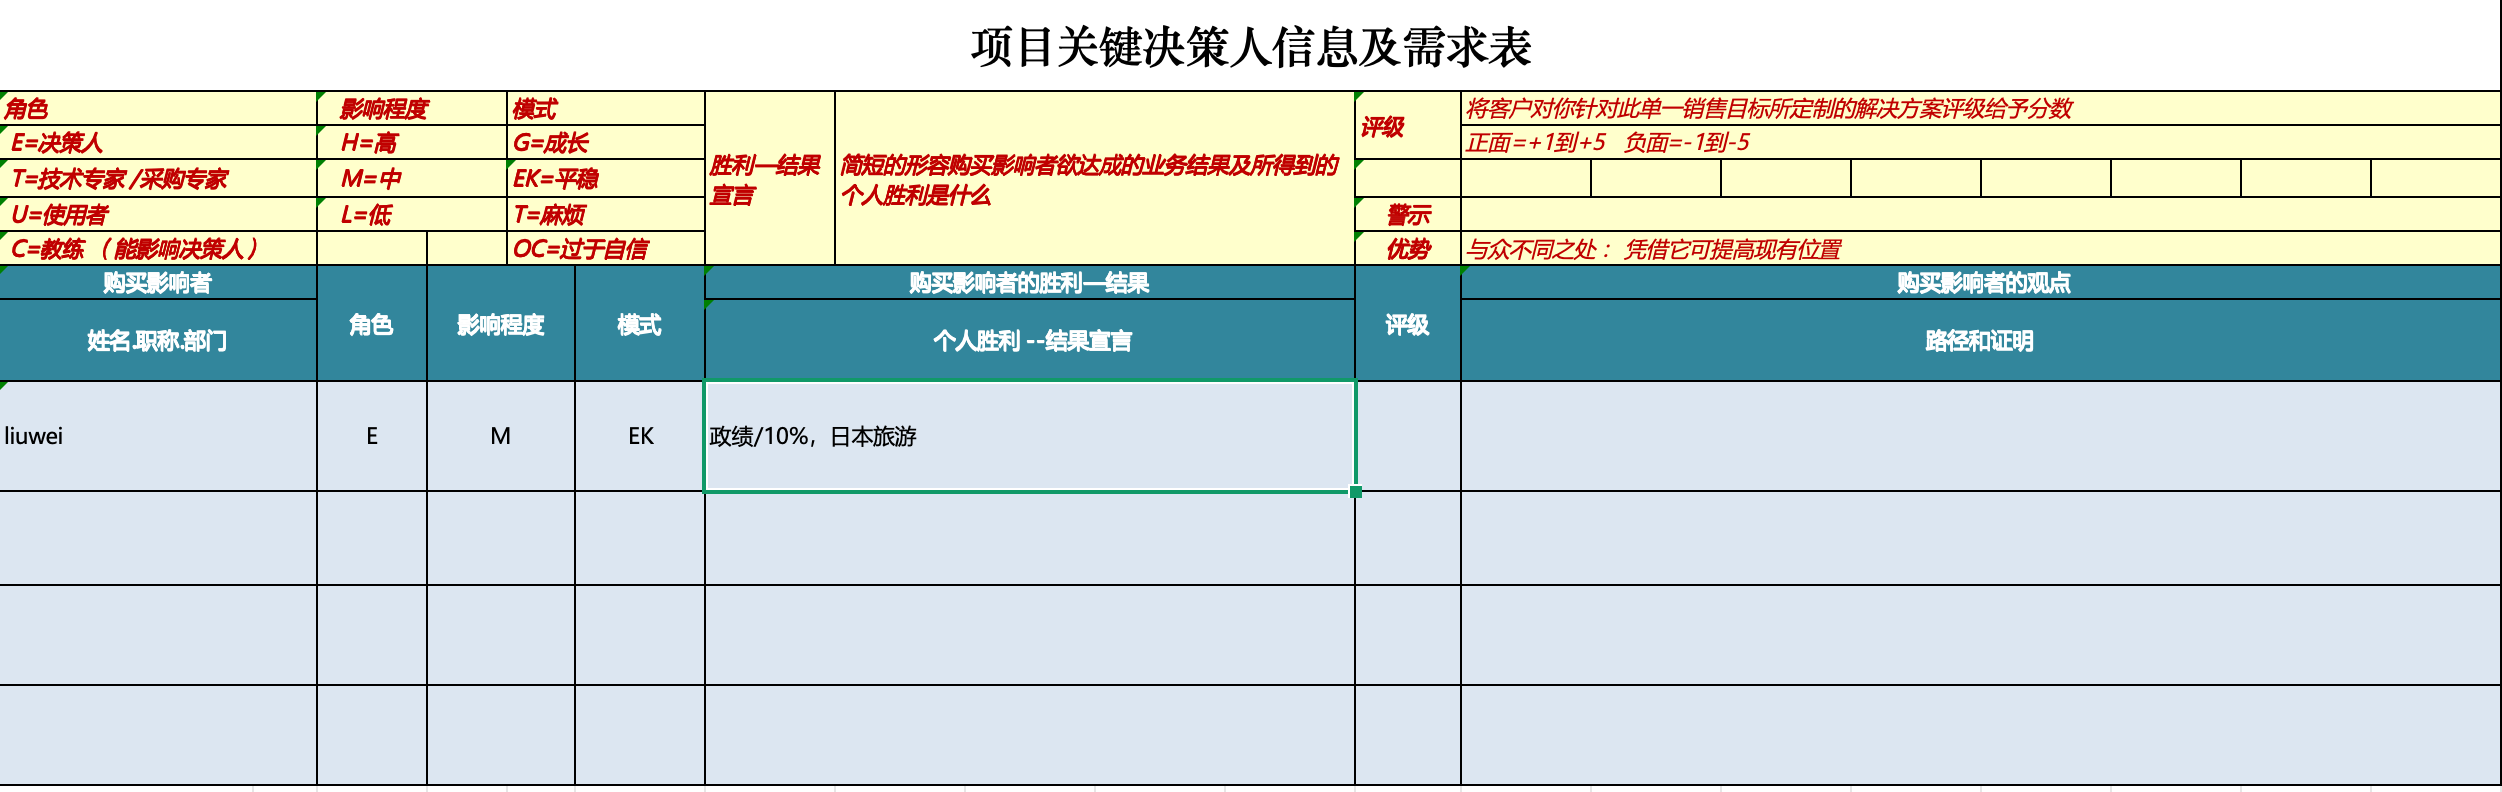 项目关键决策人信息及需求表
角色 影响程度 模式
E=决策人 H=高 G=成长
T=技术专家/采购专家 M=中 EK=平稳
U=使用者 L=低 T=麻烦
C=教练（能影响决策人） OC=过于自信
胜利—结果
宣言
简短的形容购买影响者欲达成的业务结果及所得到的
个人胜利是什么
评级 将客户对你针对此单一销售目标所定制的解决方案评级给予分数
正面=+1到+5 负面=-1到-5
警示
优势 与众不同之处：凭借它可提高现有位置
购买影响者 购买影响者的胜利—结果 购买影响者的观点
角色 影响程度 模式 评级
姓名.职称.部门 个人胜利 --结果宣言 路径和证明
liuwei E M EK 政绩/10%，日本旅游